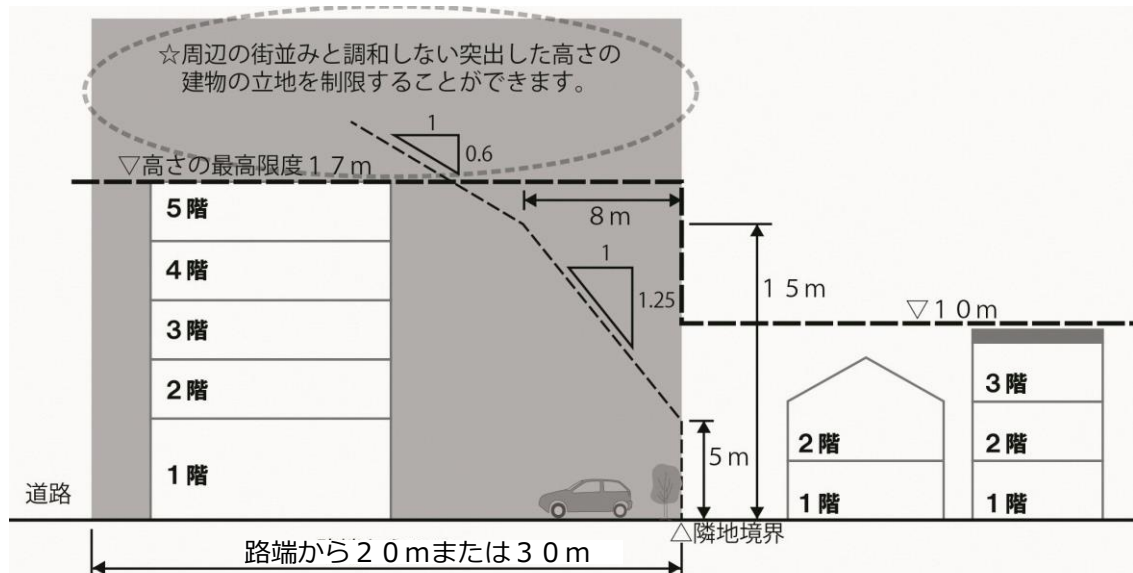 ☆周辺の街並みと調和しない突出した高さの
建物の立地を制限することができます。
1
0.6
▽高さの最高限度１７ｍ
8ｍ
5階
4階
3階
2階
1階
1
1.25
１５ｍ
▽１０ｍ
5ｍ
3階
2階
1階
2階
1階
道路
△隣地境界
路端から２０ｍまたは３０ｍ